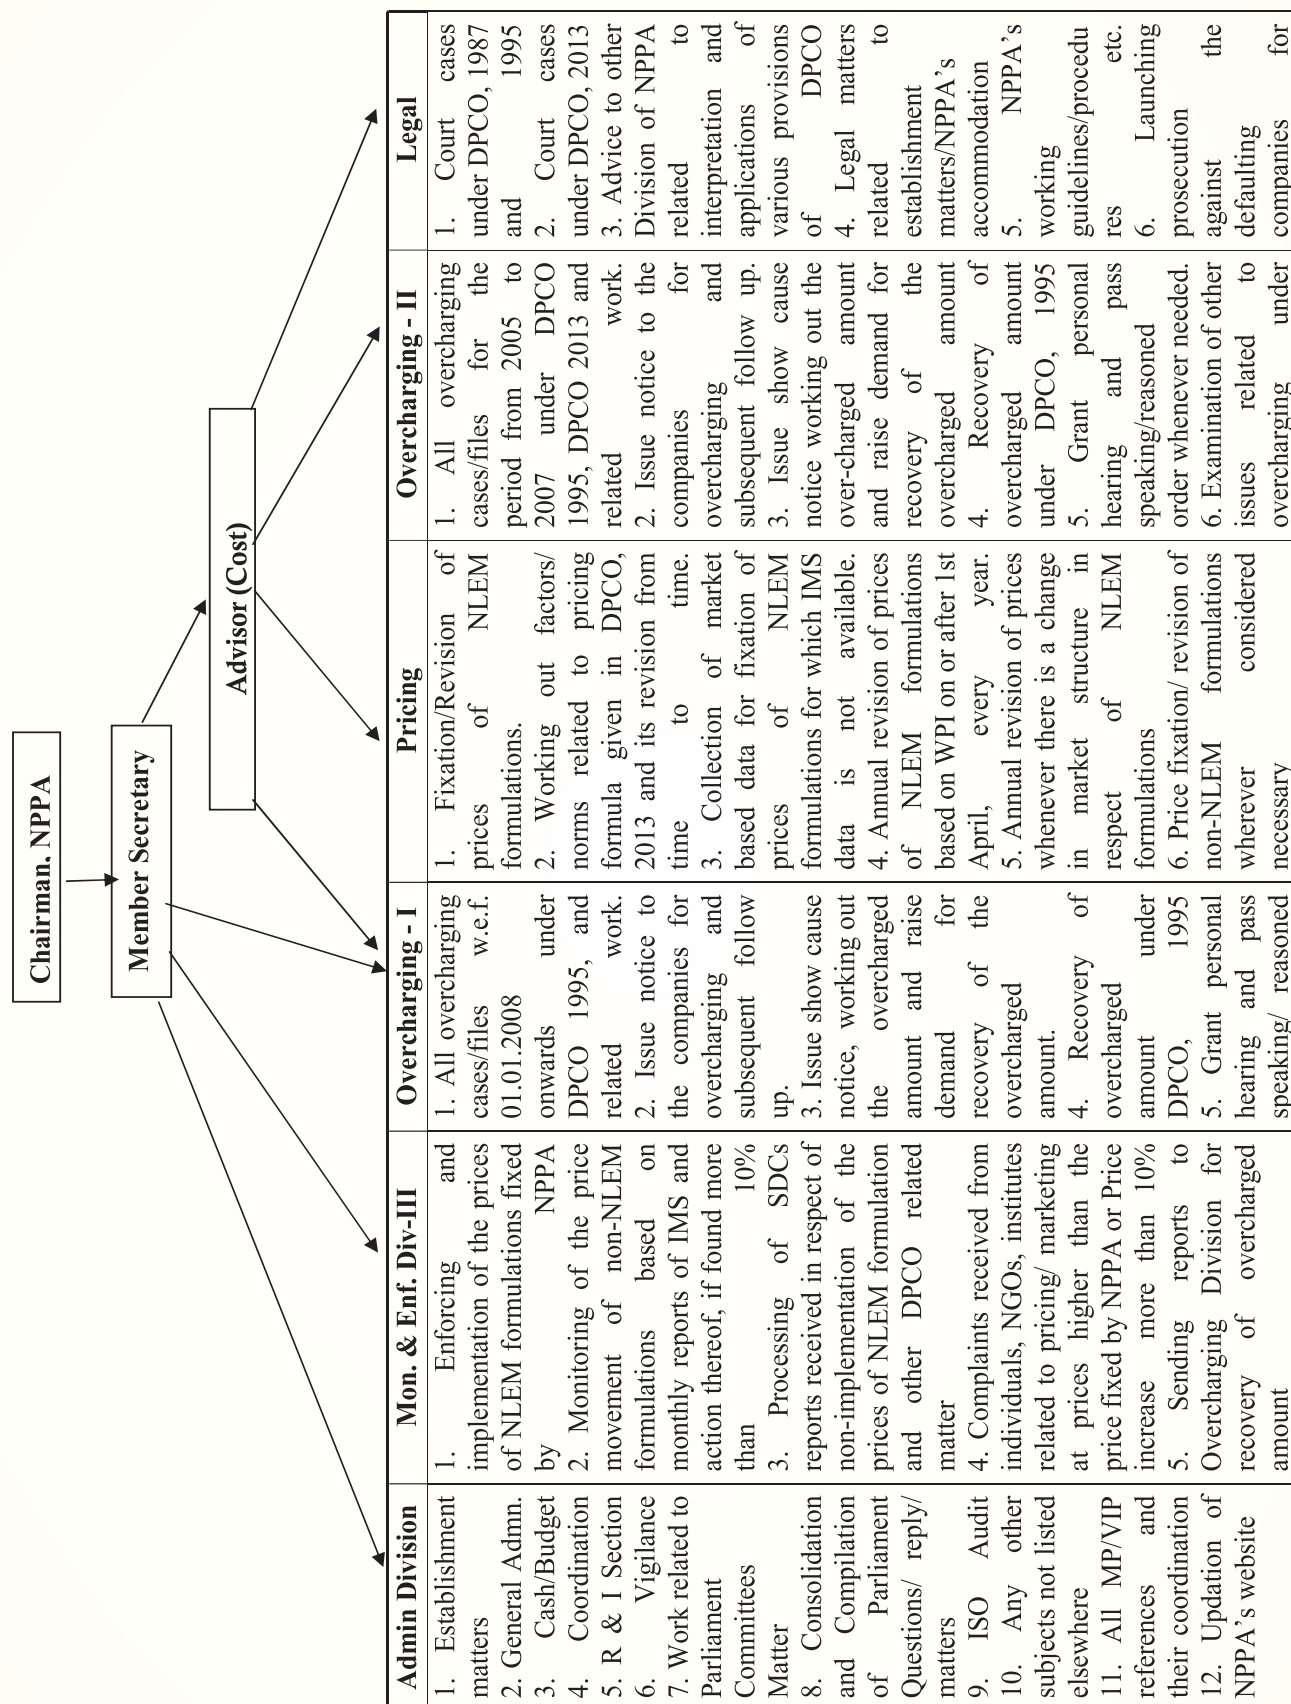 Chairman. NPPA
Member Secretary
Advisor (Cost)
Admin Division
1. Establishment
matters
2. General Admn.
3. Cash/Budget
4. Coordination
5. R & I Section
6. Vigilance
7. Work related to
Parliament
Committees
Matter
8. Consolidation
and Compilation
of Parliament
Questions/ reply/
matters
9. ISO Audit
10. Any other
subjects not listed
elsewhere
11. All MP/VIP
references and
their coordination
12. Updation of
NPPA's website
Mon. & Enf. Div-III
1. Enforcing and
implementation of the prices
of NLEM formulations fixed
by NPPA
2. Monitoring of the price
movement of non-NLEM
formulations based on
monthly reports of IMS and
action thereof, if found more
than 10%
3. Processing of SDCs
reports received in respect of
non-implementation of the
prices of NLEM formulation
and other DPCO related
matter
4. Complaints received from
individuals, NGOs, institutes
related to pricing/ marketing
at prices higher than the
price fixed by NPPA or Price
increase more than 10%
5. Sending reports to
Overcharging Division for
recovery of overcharged
amount
Overcharging - I
1. All overcharging
cases/files w.e.f.
01.01.2008
onwards under
DPCO 1995, and
related work.
2. Issue notice to
the companies for
overcharging and
subsequent follow
up.
3. Issue show cause
notice, working out
the overcharged
amount and raise
demand for
recovery of the
overcharged
amount.
4. Recovery of
overcharged
amount under
DPCO, 1995
5. Grant personal
hearing and pass
speaking/ reasoned
Pricing
1. Fixation/Revision of
prices of NLEM
formulations.
2. Working out factors/
norms related to pricing
formula given in DPCO,
2013 and its revision from
time to time.
3. Collection of market
based data for fixation of
prices of NLEM
formulations for which IMS
data is not available.
4. Annual revision of prices
of NLEM formulations
based on WPI on or after 1st
April, every year.
5. Annual revision of prices
whenever there is a change
in market structure in
respect of NLEM
formulations
6. Price fixation/ revision of
non-NLEM formulations
wherever considered
necessary
Overcharging - II
1. All overcharging
cases/files for the
period from 2005 to
2007 under DPCO
1995, DPCO 2013 and
related work.
2. Issue notice to the
companies for
overcharging and
subsequent follow up.
3. Issue show cause
notice working out the
over-charged amount
and raise demand for
recovery of the
overcharged amount
4. Recovery of
overcharged amount
under DPCO, 1995
5. Grant personal
hearing and pass
speaking/reasoned
order whenever needed.
6. Examination of other
issues related to
overcharging under
Legal
1. Court cases
under DPCO, 1987
and 1995
2. Court cases
under DPCO, 2013
3. Advice to other
Division of NPPA
related to
interpretation and
applications of
various provisions
of DPCO
4. Legal matters
related to
establishment
matters/NPPA's
accommodation
5. NPPA's
working
guidelines/procedu
res etc.
6. Launching
prosecution
against the
defaulting
companies for